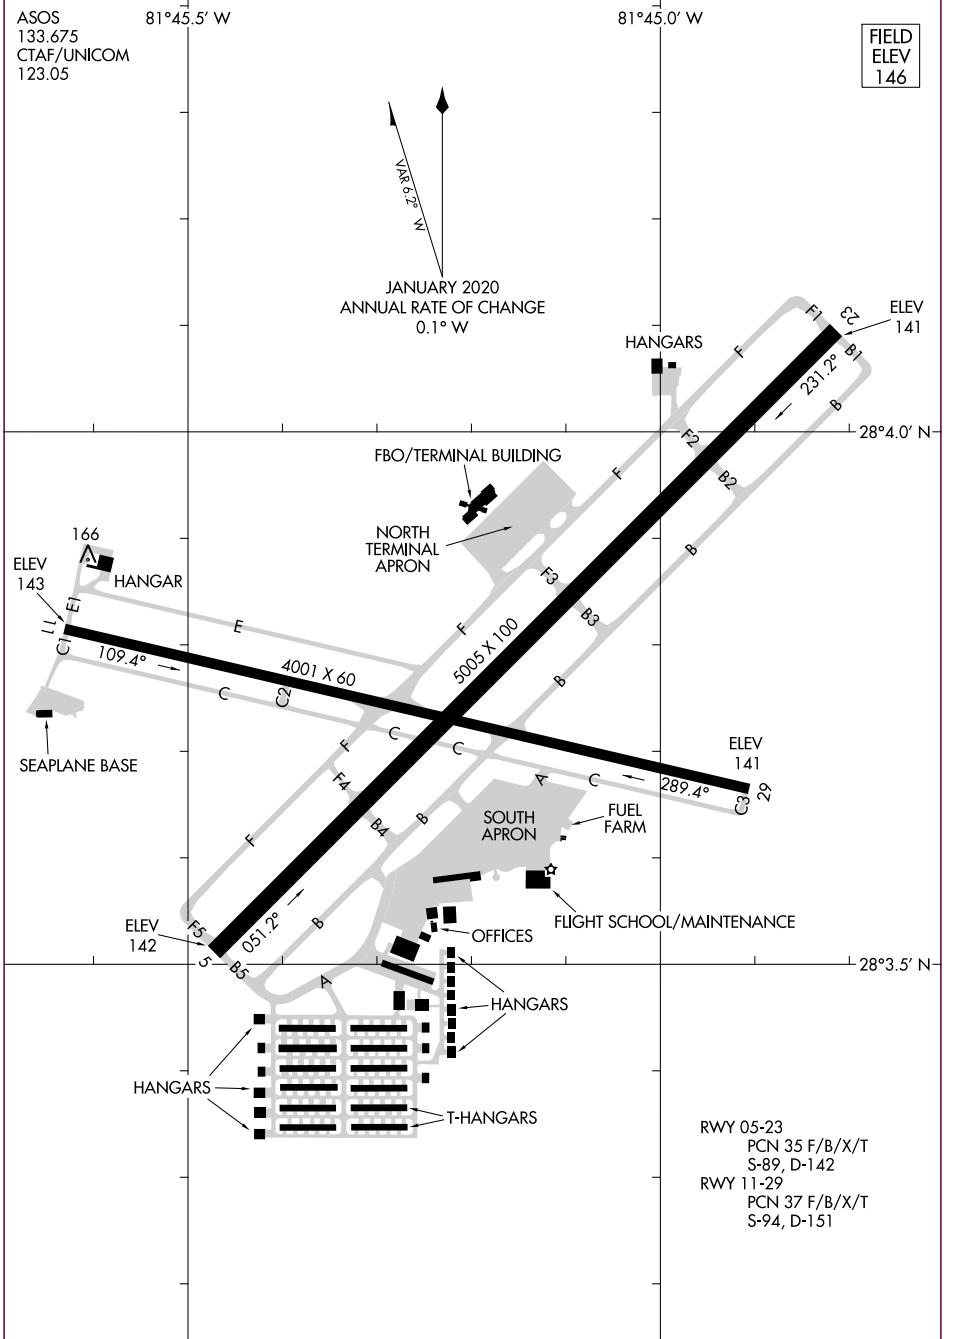 ASOS
133.675
CTAF/UNICOM
123.05
81°45.5' W
81°45.0' W
FIELD
ELEV
146
VAR 6.2° W
JANUARY 2020
ANNUAL RATE OF CHANGE
0.1° W
HANGARS
F
F1
23
ELEV
141
B1
231.2°
B
28°4.0' N
F2
B2
F
FBO/TERMINAL BUILDING
NORTH
TERMINAL
APRON
B
F3
B3
166
ELEV
143
HANGAR
E1
11
C1
E
F
109.4°
4001 X 60
5005 X 100
B
C
C2
C
C
F
SEAPLANE BASE
ELEV
141
A
C
289.4°
C3
29
F4
B4
B
SOUTH
APRON
FUEL
FARM
F
FLIGHT SCHOOL/MAINTENANCE
ELEV
142
F5
5
B5
051.2°
B
OFFICES
28°3.5' N
A
HANGARS
HANGARS
T-HANGARS
RWY 05-23
PCN 35 F/B/X/T
S-89, D-142
RWY 11-29
PCN 37 F/B/X/T
S-94, D-151